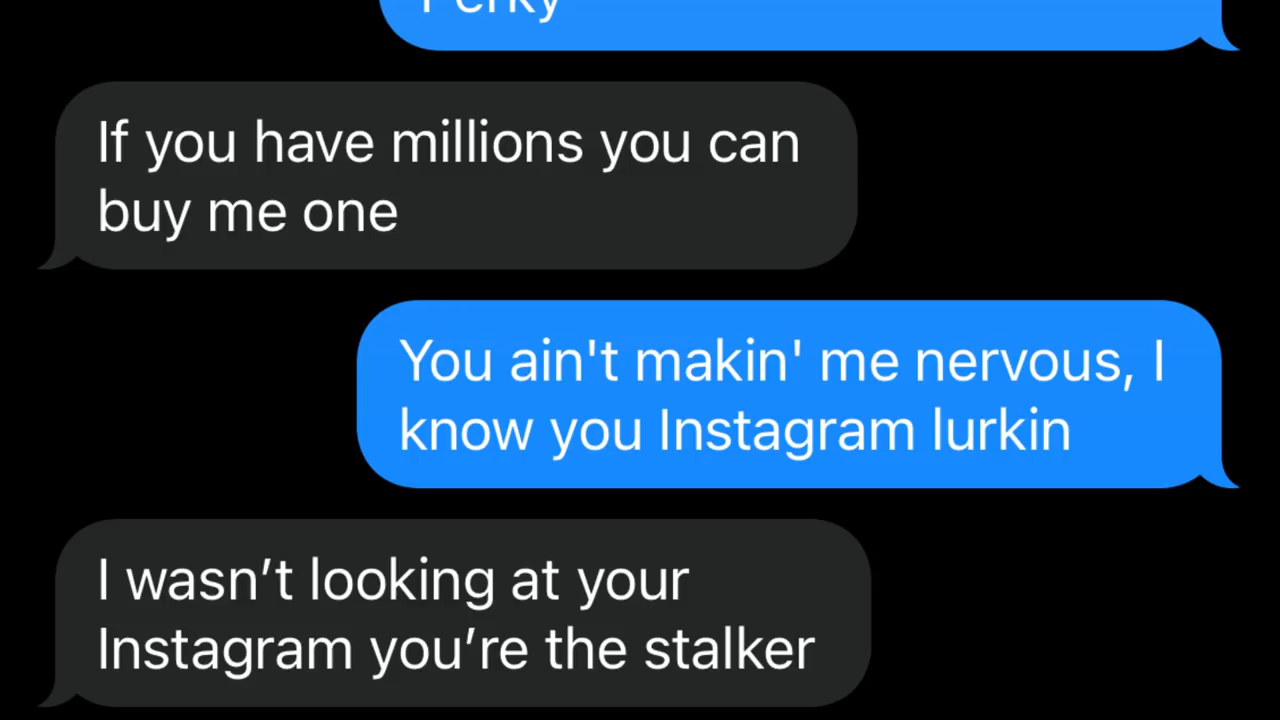 Perky
If you have millions you can
buy me one
You ain't makin' me nervous, I
know you Instagram lurkin
I wasn’t looking at your
Instagram you’re the stalker